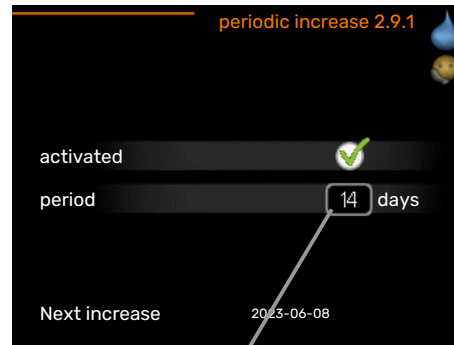 periodic increase 2.9.1
activated
period 14 days
Next increase 2023-06-08